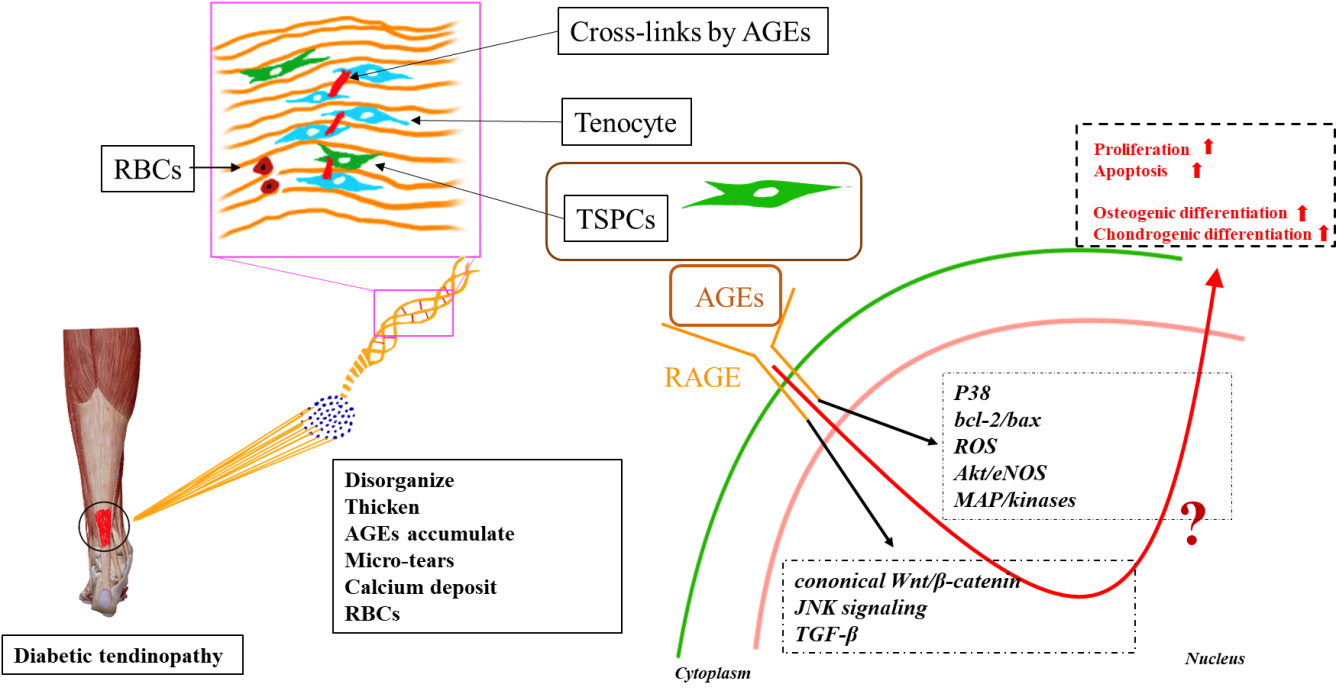 Cross-links by AGEs
Tenocyte
RBCs
TSPCs
Proliferation
Apoptosis
Osteogenic differentiation
Chondrogenic differentiation
AGEs
RAGE
P38
bcl-2/bax
ROS
Akt/eNOS
MAP/kinases
?
Disorganize
Thicken
AGEs accumulate
Micro-tears
Calcium deposit
RBCs
cononical Wnt/β-catenin
JNK signaling
TGF-β
Diabetic tendinopathy
Cytoplasm
Nucleus